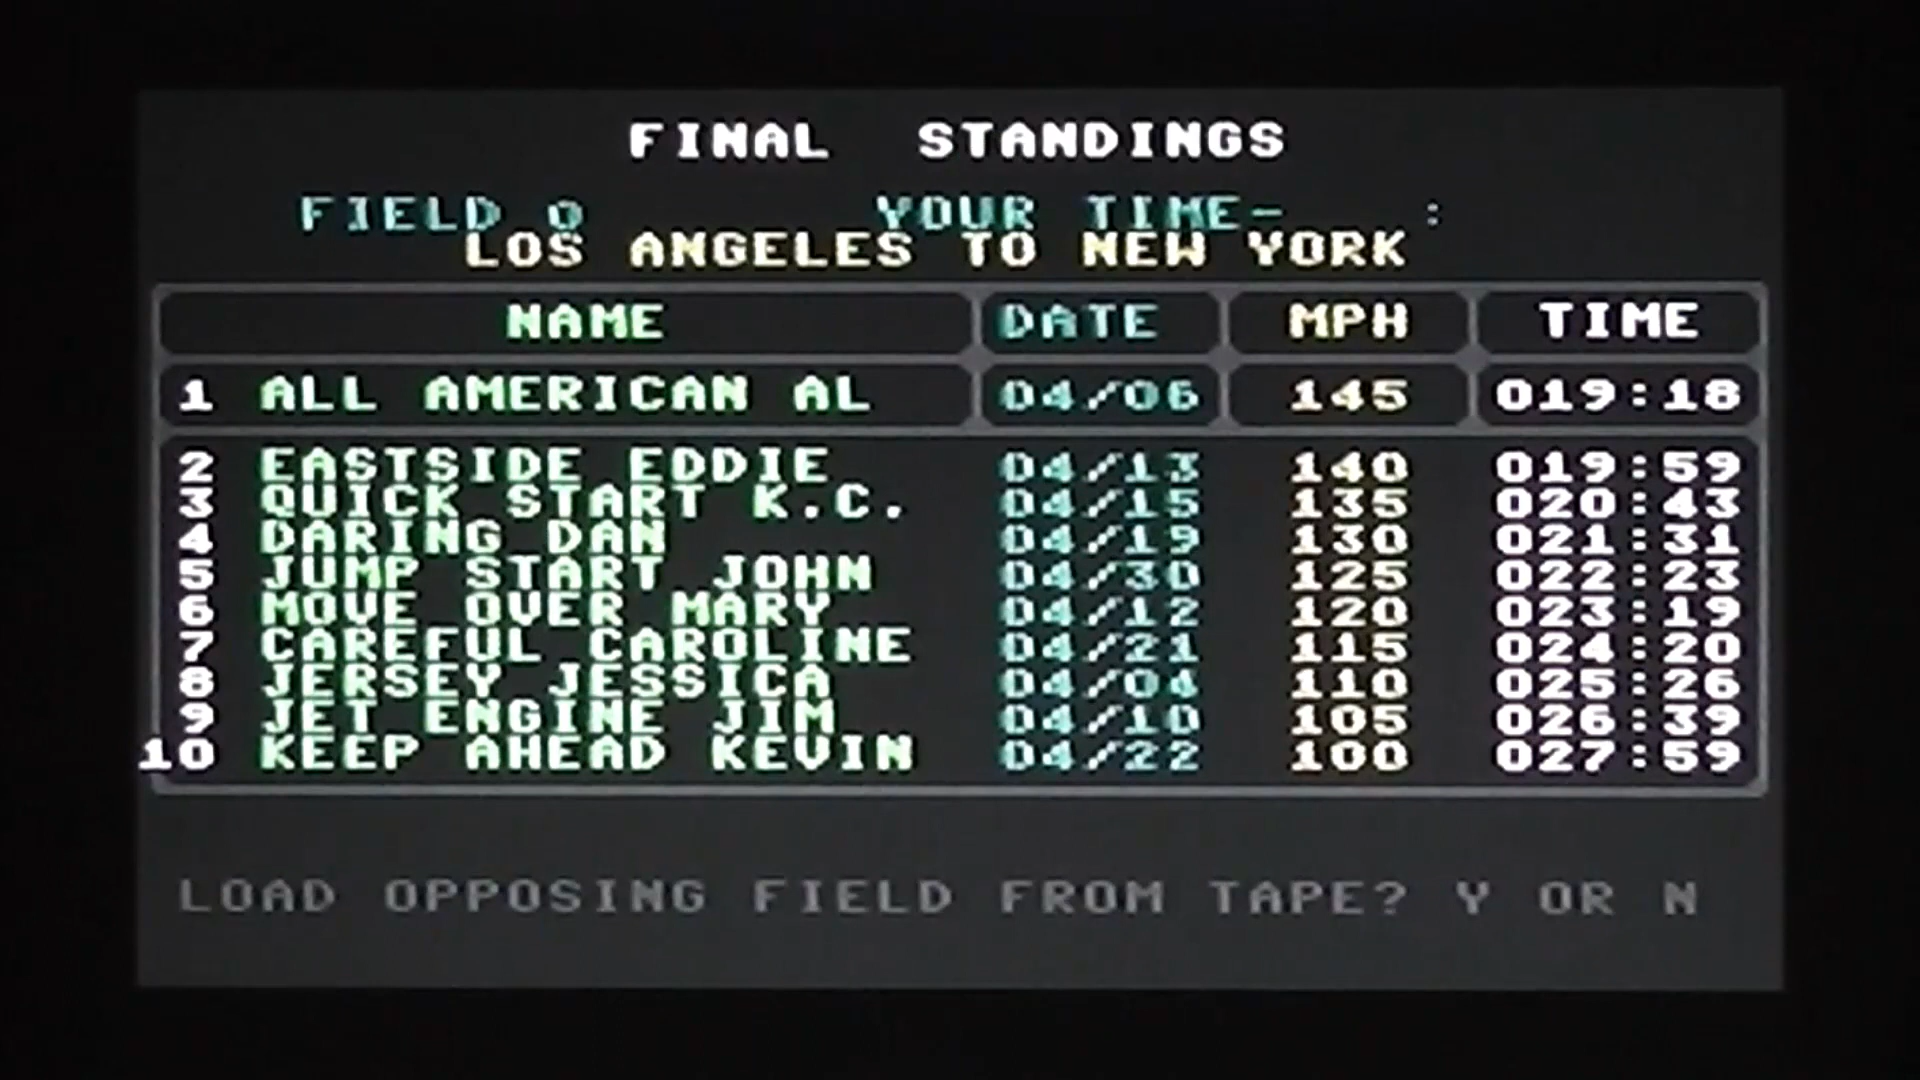 FINAL STANDINGS
FIELD 0 YOUR TIME- :
LOS ANGELES TO NEW YORK
NAME DATE MPH TIME
1 ALL AMERICAN AL 04/06 145 019:18
2 EASTSIDE EDDIE 04/13 140 019:59
3 QUICK START K.C. 04/15 135 020:43
4 DARING DAN 04/19 130 021:31
5 JUMP START JOHN 04/30 125 022:23
6 MOVE OVER MARY 04/12 120 023:19
7 CAREFUL CAROLINE 04/21 115 024:20
8 JERSEY JESSICA 04/04 110 025:26
9 JET ENGINE JIM 04/10 105 026:39
10 KEEP AHEAD KEVIN 04/22 100 027:59
LOAD OPPOSING FIELD FROM TAPE? Y OR N